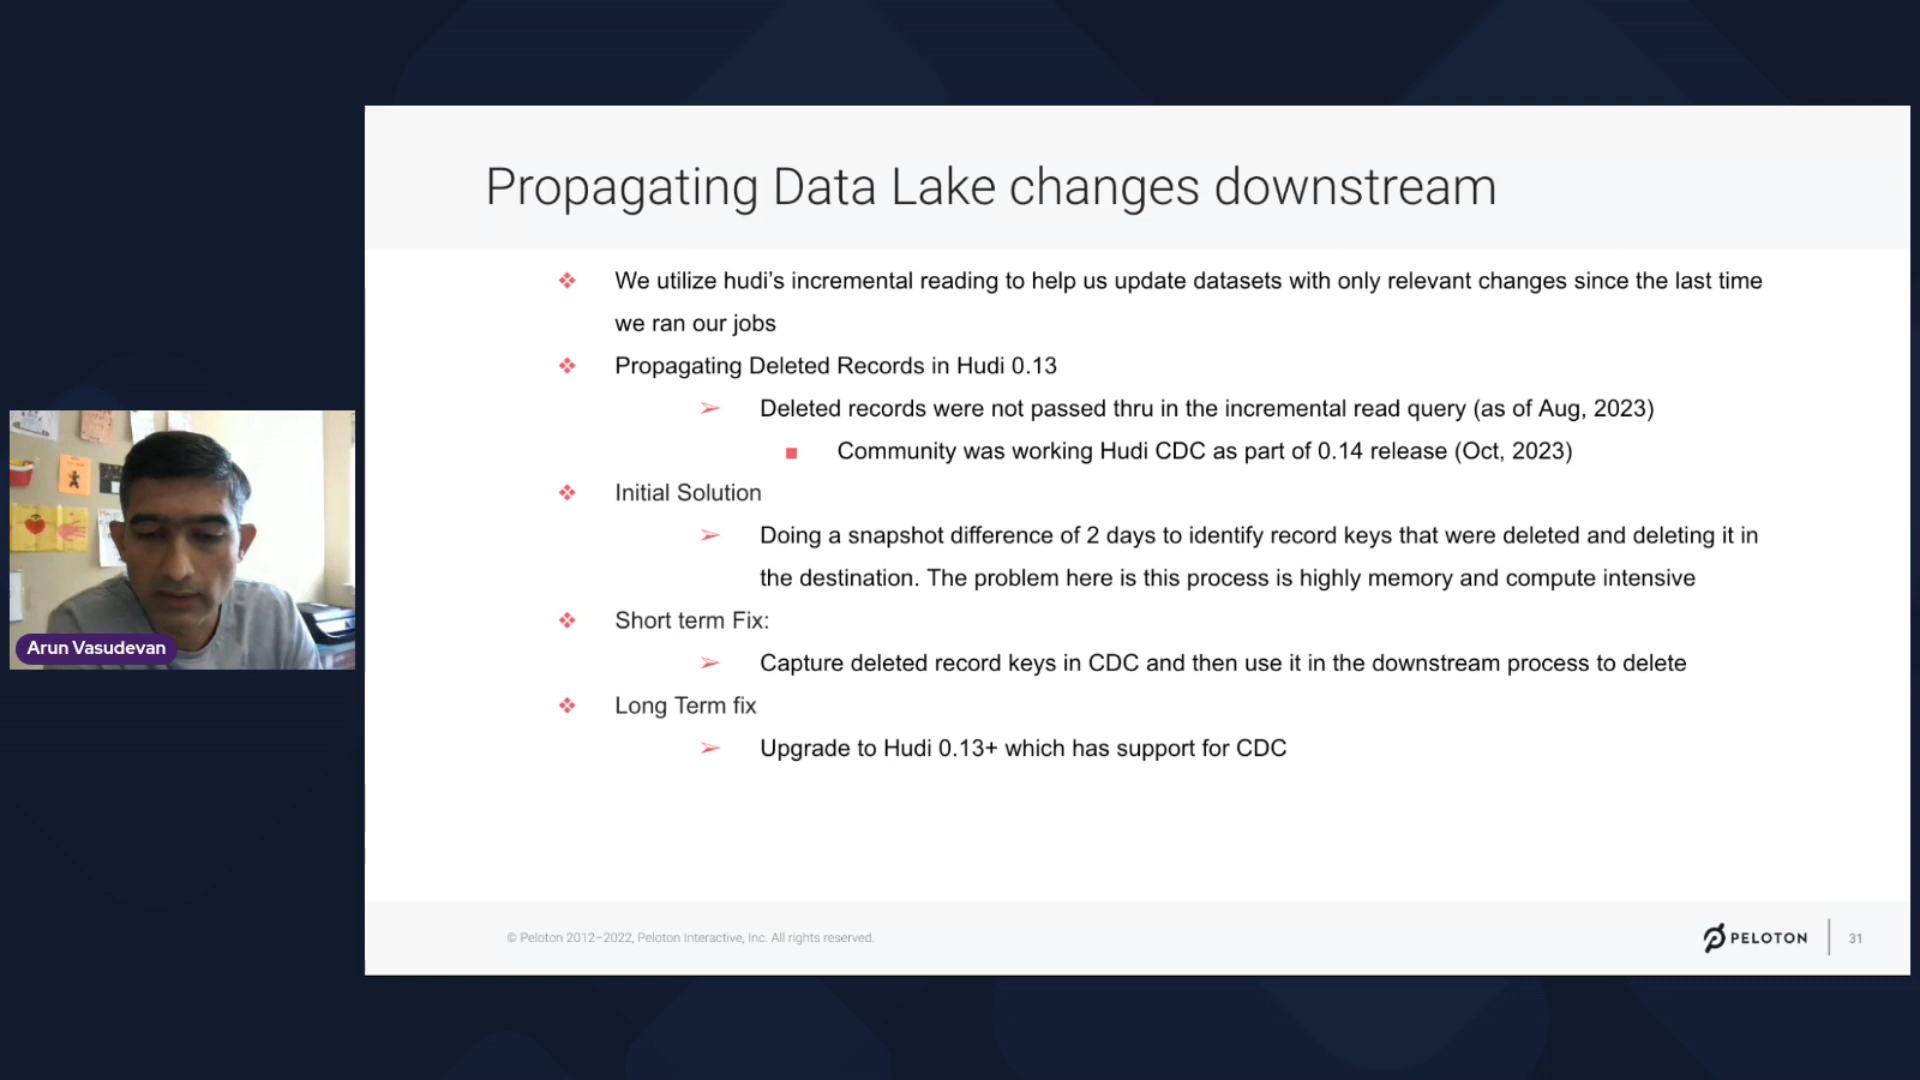 Propagating Data Lake changes downstream
We utilize hudi’s incremental reading to help us update datasets with only relevant changes since the last time
we ran our jobs
Propagating Deleted Records in Hudi 0.13
Deleted records were not passed thru in the incremental read query (as of Aug, 2023)
Community was working Hudi CDC as part of 0.14 release (Oct, 2023)
Initial Solution
Doing a snapshot difference of 2 days to identify record keys that were deleted and deleting it in
the destination. The problem here is this process is highly memory and compute intensive
Short term Fix:
Capture deleted record keys in CDC and then use it in the downstream process to delete
Long Term fix
Upgrade to Hudi 0.13+ which has support for CDC
Arun Vasudevan
© Peloton 2012–2022, Peloton Interactive, Inc. All rights reserved.
PELOTON
31